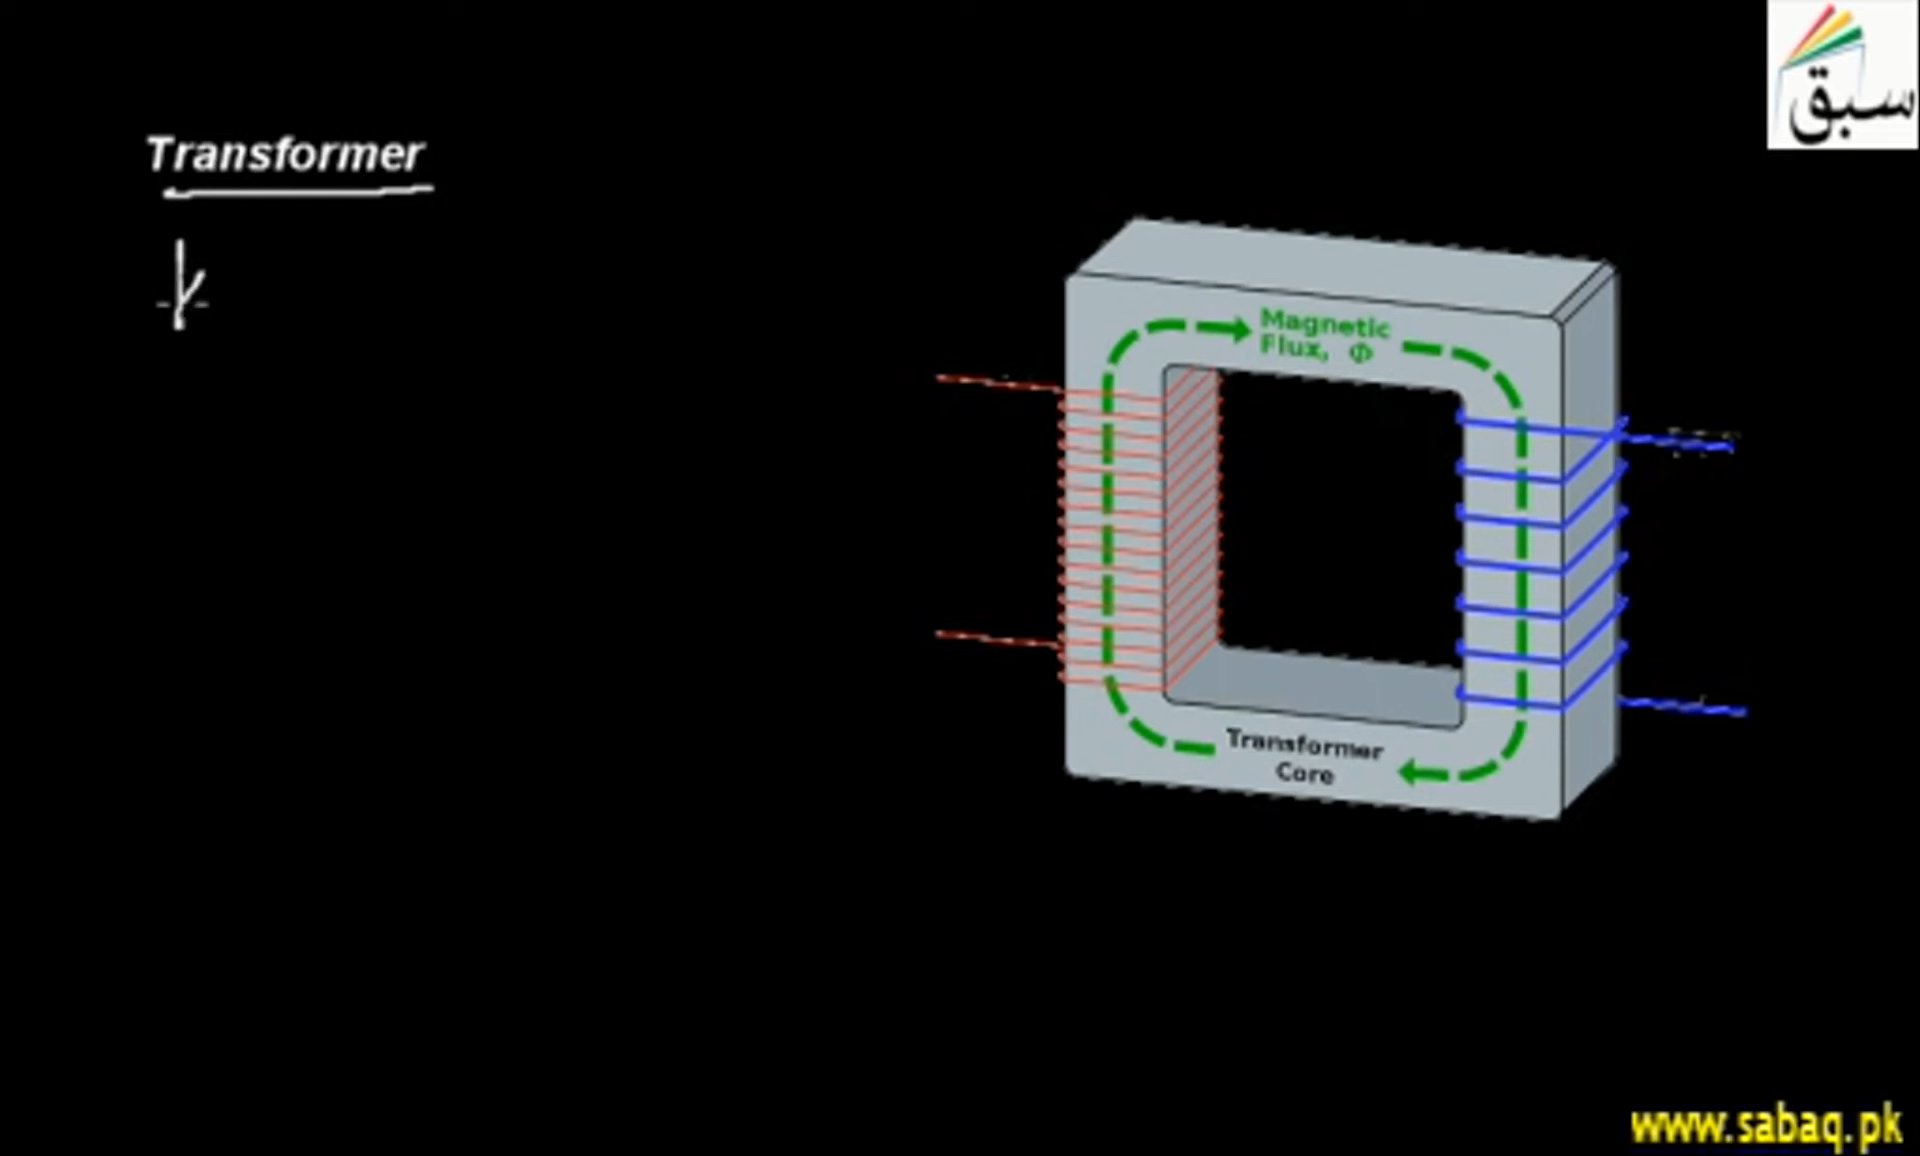 سبق
Transformer
Magnetic
Flux, Φ
Transformer
Core
www.sabaq.pk